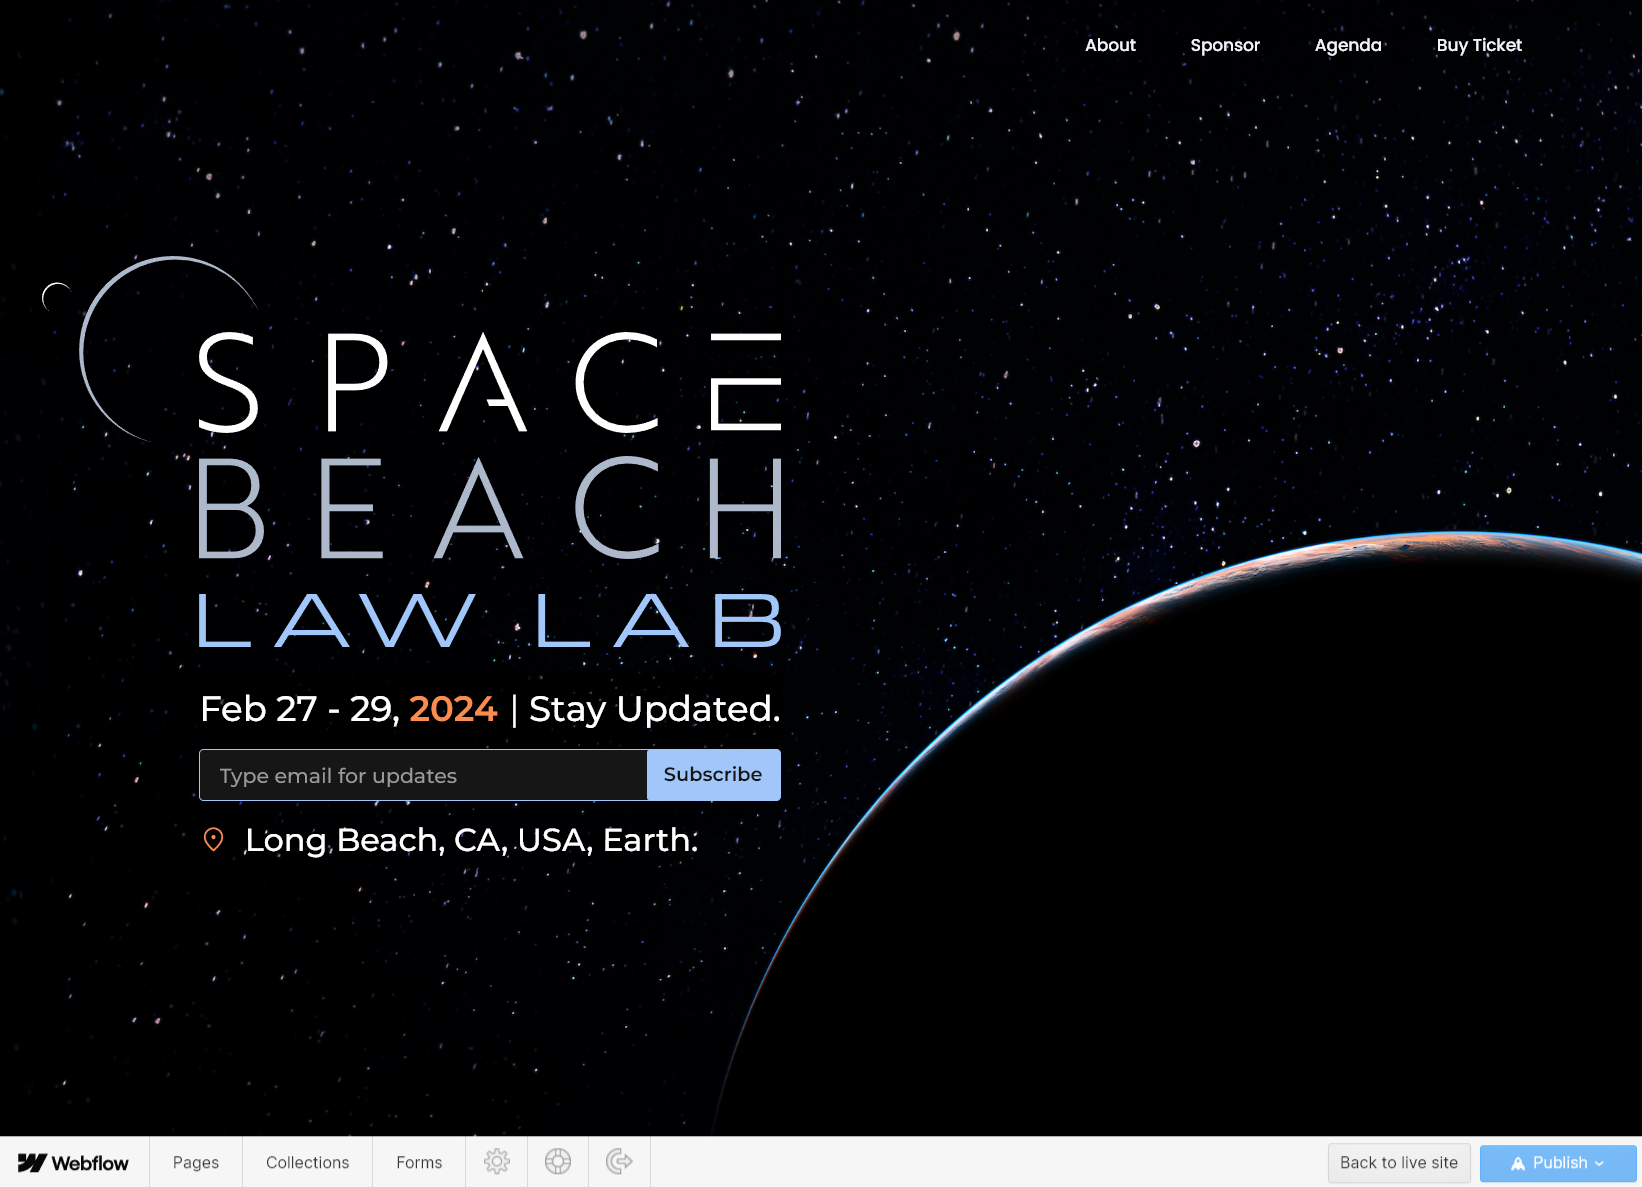 About Sponsor Agenda Buy Ticket
SPACE
BEACH
LAW LAB
Feb 27 - 29, 2024 | Stay Updated.
Type email for updates Subscribe
Long Beach, CA, USA, Earth.
Webflow Pages Collections Forms Back to live site Publish